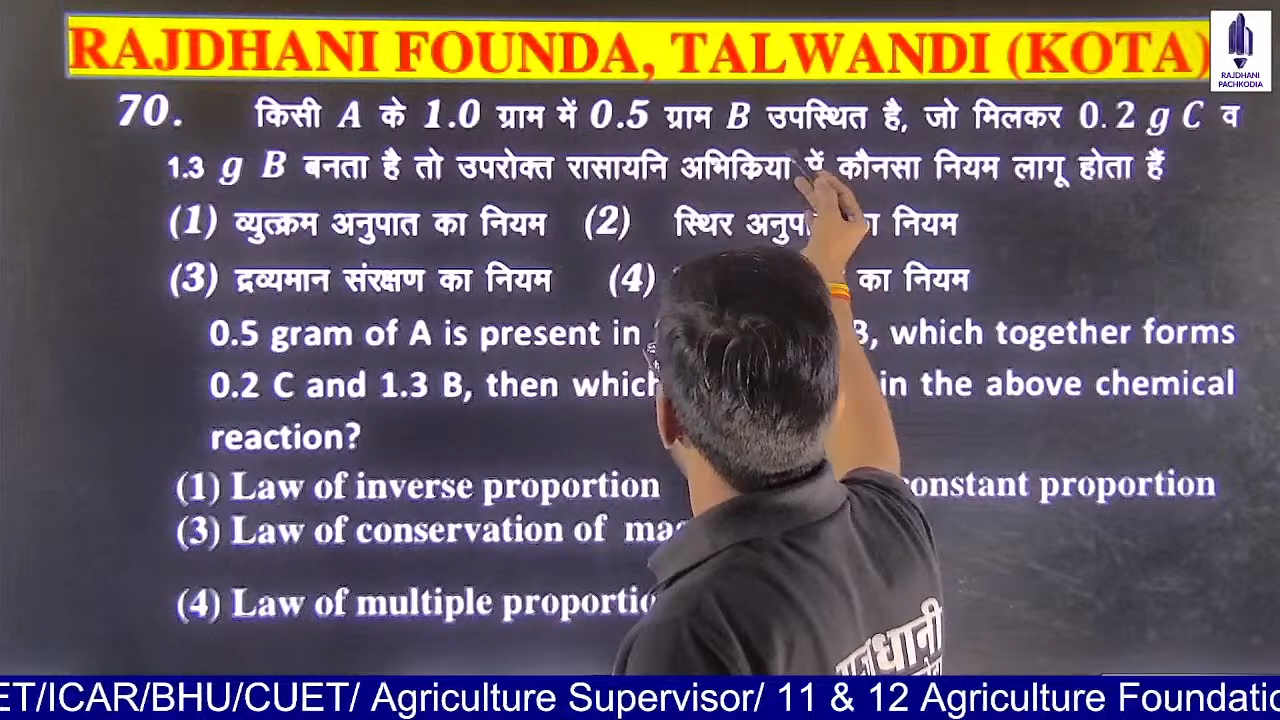 RAJDHANI FOUNDA, TALWANDI (KOTA)
RAJDHANI
PACHKODIA
70. किसी A के 1.0 ग्राम में 0.5 ग्राम B उपस्थित है, जो मिलकर 0.2 g C व
1.3 g B बनता है तो उपरोक्त रासायनि अभिकिया में कौनसा नियम लागू होता हैं
(1) व्युत्क्रम अनुपात का नियम (2) स्थिर का नियम
(3) द्रव्यमान संरक्षण का नियम (4) का नियम
0.5 gram of A is present in B, which together forms
0.2 C and 1.3 B, then which in the above chemical
reaction?
(1) Law of inverse proportion constant proportion
(3) Law of conservation of
(4) Law of multiple
राजधानी
ET/ICAR/BHU/CUET/ Agriculture Supervisor/ 11 & 12 Agriculture Foundatio